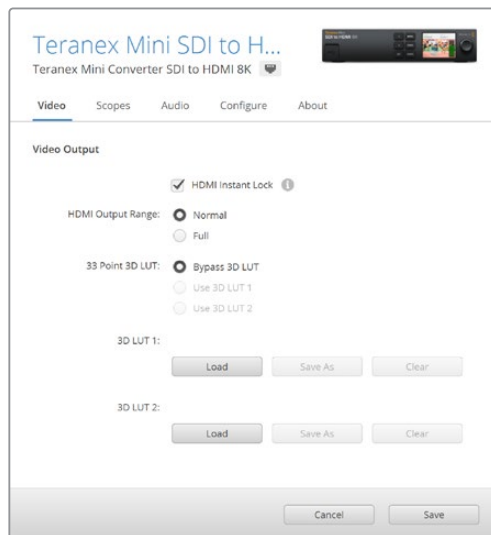 Teranex Mini SDI to H...
Teranex Mini Converter SDI to HDMI 8K
Video Scopes Audio Configure About
Video Output
HDMI Instant Lock
HDMI Output Range: Normal
Full
33 Point 3D LUT: Bypass 3D LUT
Use 3D LUT 1
Use 3D LUT 2
3D LUT 1:
Load Save As Clear
3D LUT 2:
Load Save As Clear
Cancel Save